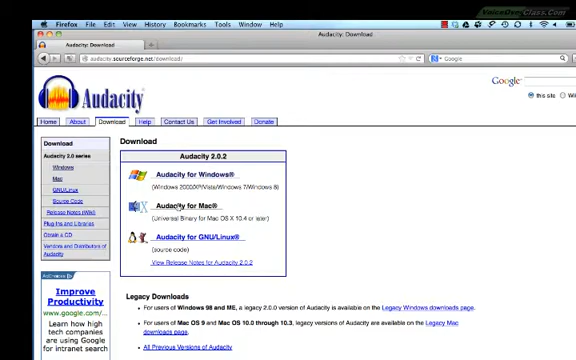 VoiceOverClass.Com
Firefox File Edit View History Bookmarks Tools Window Help
Audacity: Download
Audacity: Download
audacity.sourceforge.net/download/
Google
Audacity
Google
this site
Home About Download Help Contact Us Get Involved Donate
Download
Audacity 2.0 series
Windows
Mac
GNU/Linux
Source Code
Release Notes (Wiki)
Plug-Ins and Libraries
Obtain a CD
Vendors and Distributors of
Audacity
Download
Audacity 2.0.2
Audacity for Windows®
(Windows 2000/XP/Vista/Windows 7/Windows 8)
Audacity for Mac®
(Universal Binary for Mac OS X 10.4 or later)
Audacity for GNU/Linux®
(source code)
View Release Notes for Audacity 2.0.2
Improve
Productivity
www.google.com/...
Learn how high
tech companies
are using Google
for intranet search
Legacy Downloads
• For users of Windows 98 and ME, a legacy 2.0.0 version of Audacity is available on the Legacy Windows downloads page.
• For users of Mac OS 9 and Mac OS 10.0 through 10.3, legacy versions of Audacity are available on the Legacy Mac
downloads page.
• All Previous Versions of Audacity